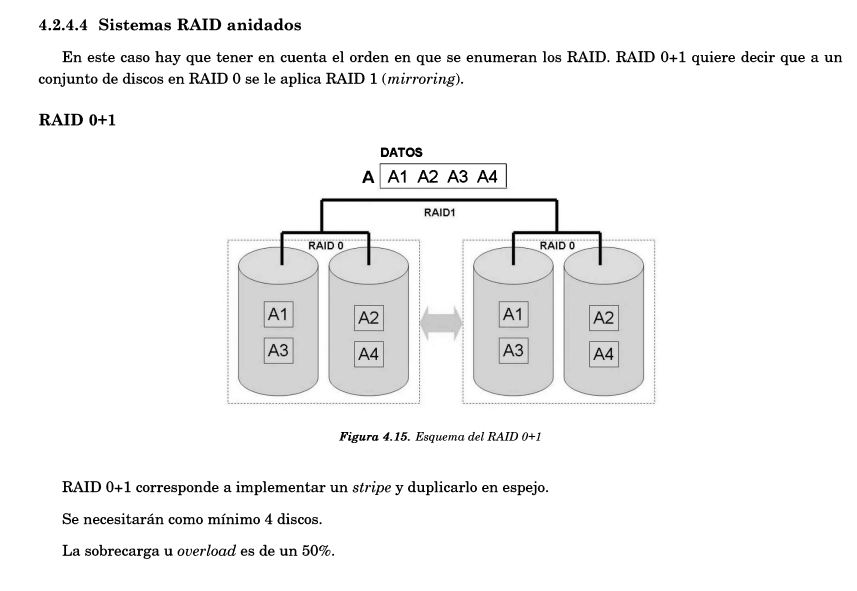 4.2.4.4 Sistemas RAID anidados
En este caso hay que tener en cuenta el orden en que se enumeran los RAID. RAID 0+1 quiere decir que a un
conjunto de discos en RAID 0 se le aplica RAID 1 (mirroring).
RAID 0+1
DATOS
A A1 A2 A3 A4
RAID1
RAID 0 RAID 0
A1 A2 A1 A2
A3 A4 A3 A4
Figura 4.15. Esquema del RAID 0+1
RAID 0+1 corresponde a implementar un stripe y duplicarlo en espejo.
Se necesitarán como mínimo 4 discos.
La sobrecarga u overload es de un 50%.